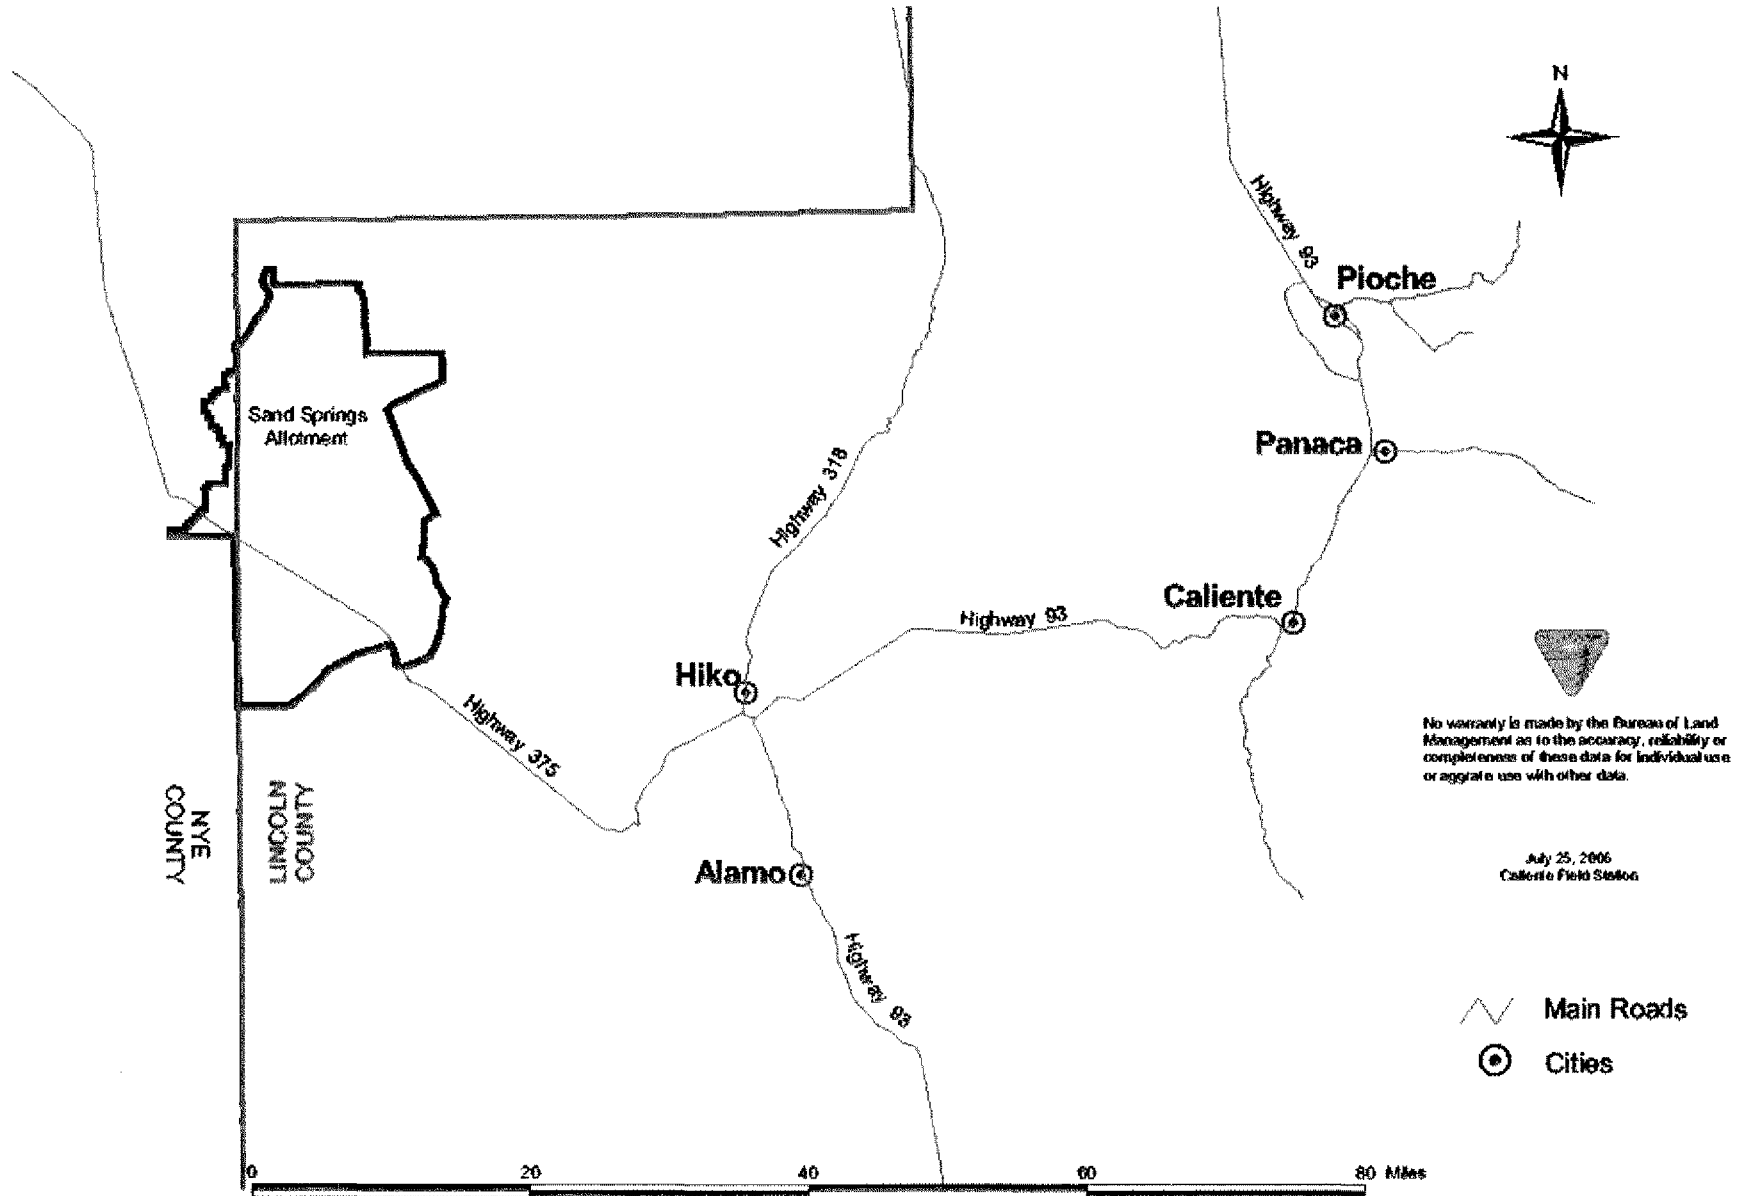 N
Highway 93
Pioche
Sand Springs
Allotment
Panaca
Highway 318
Caliente
Highway 93
Hiko
Highway 375
No warranty is made by the Bureau of Land
Management as to the accuracy, reliability or
completeness of these data for individual use
or aggrate use with other data.
NYE
COUNTY
LINCOLN
COUNTY
July 25, 2006
Caliente Field Station
Alamo
Highway 93
Main Roads
Cities
0 20 40 60 80 Miles